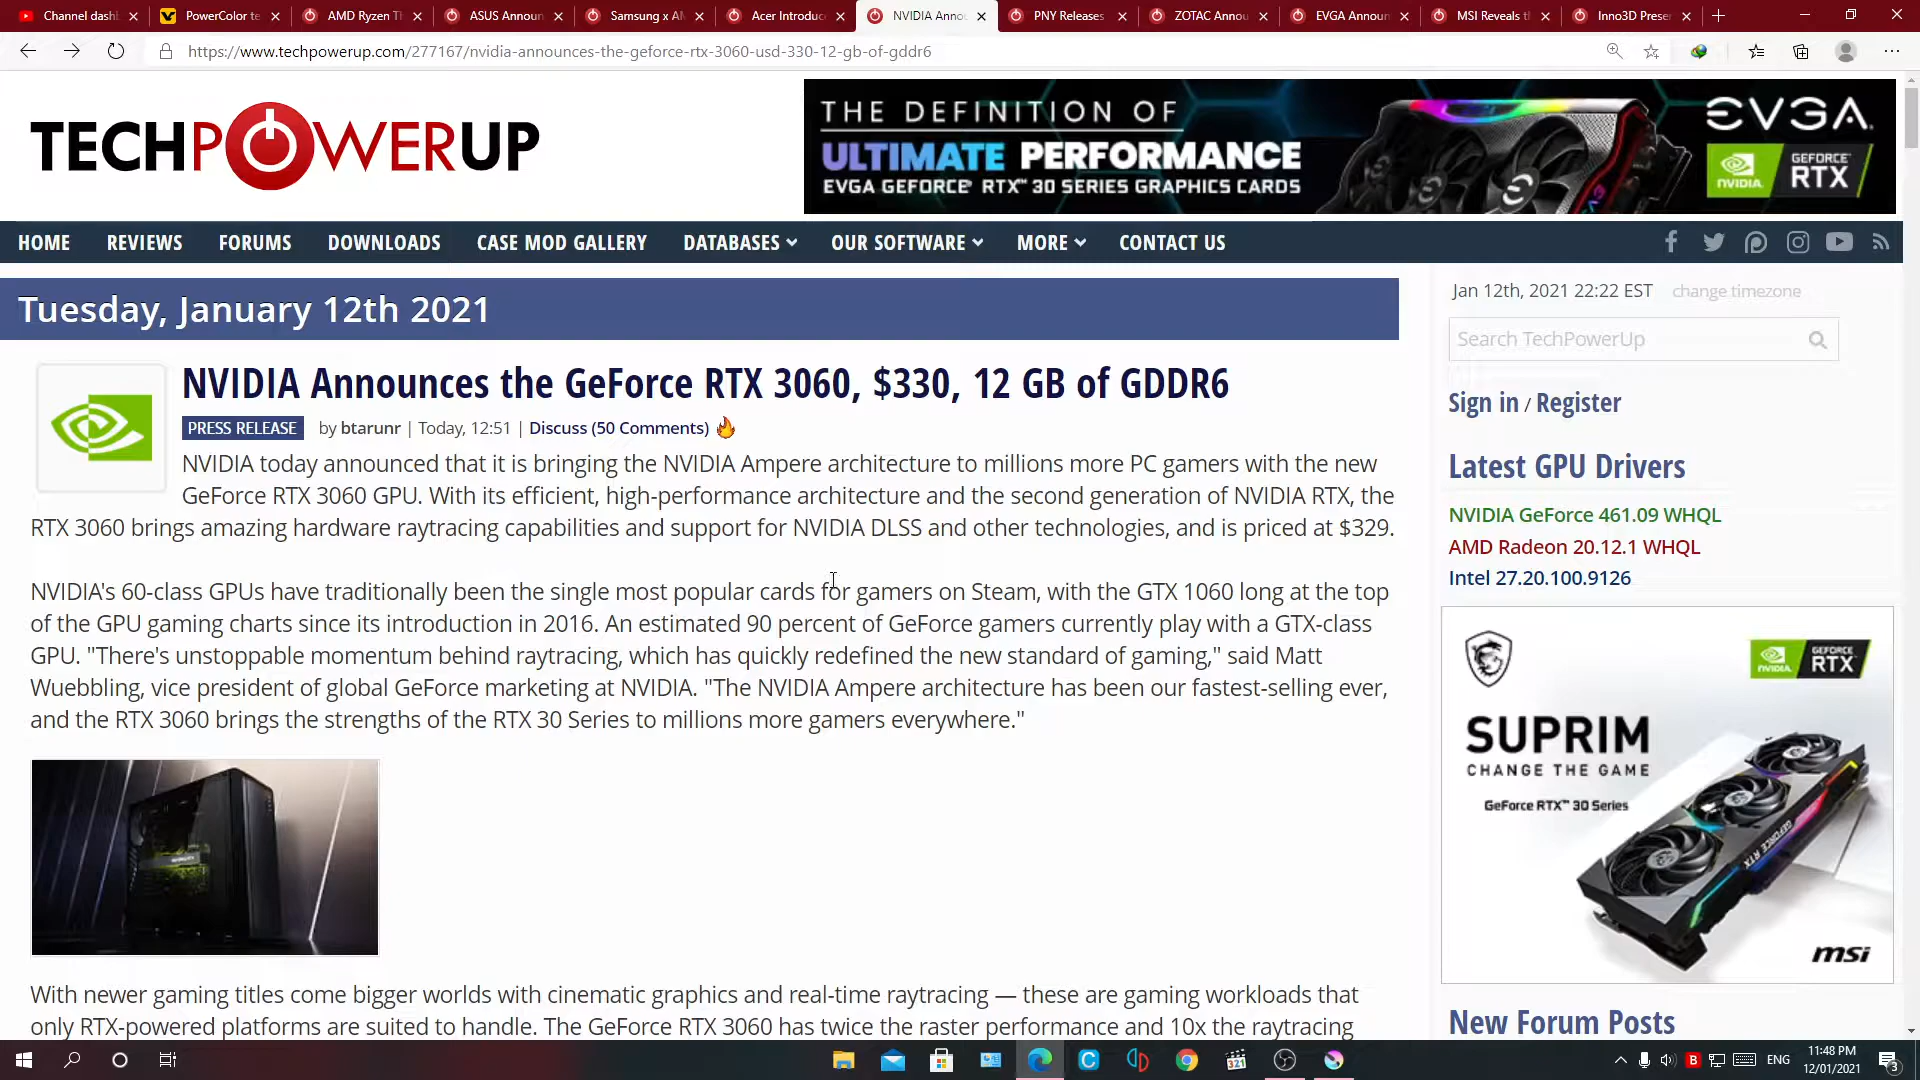 Channel dash
PowerColor te
AMD Ryzen Th
ASUS Announ
Samsung x AM
Acer Introduc
NVIDIA Anno
PNY Releases
ZOTAC Annou
EVGA Announ
MSI Reveals t
Inno3D Prese
https://www.techpowerup.com/277167/nvidia-announces-the-geforce-rtx-3060-usd-330-12-gb-of-gddr6
TECHPOWERUP
THE DEFINITION OF
ULTIMATE PERFORMANCE
EVGA GEFORCE® RTX™ 30 SERIES GRAPHICS CARDS
EVGA
NVIDIA
GEFORCE
RTX
HOME REVIEWS FORUMS DOWNLOADS CASE MOD GALLERY DATABASES OUR SOFTWARE MORE CONTACT US
Tuesday, January 12th 2021
NVIDIA Announces the GeForce RTX 3060, $330, 12 GB of GDDR6
PRESS RELEASE by btarunr | Today, 12:51 | Discuss (50 Comments)
NVIDIA today announced that it is bringing the NVIDIA Ampere architecture to millions more PC gamers with the new
GeForce RTX 3060 GPU. With its efficient, high-performance architecture and the second generation of NVIDIA RTX, the
RTX 3060 brings amazing hardware raytracing capabilities and support for NVIDIA DLSS and other technologies, and is priced at $329.
NVIDIA's 60-class GPUs have traditionally been the single most popular cards for gamers on Steam, with the GTX 1060 long at the top
of the GPU gaming charts since its introduction in 2016. An estimated 90 percent of GeForce gamers currently play with a GTX-class
GPU. "There's unstoppable momentum behind raytracing, which has quickly redefined the new standard of gaming," said Matt
Wuebbling, vice president of global GeForce marketing at NVIDIA. "The NVIDIA Ampere architecture has been our fastest-selling ever,
and the RTX 3060 brings the strengths of the RTX 30 Series to millions more gamers everywhere."
With newer gaming titles come bigger worlds with cinematic graphics and real-time raytracing — these are gaming workloads that
only RTX-powered platforms are suited to handle. The GeForce RTX 3060 has twice the raster performance and 10x the raytracing
Jan 12th, 2021 22:22 EST change timezone
Search TechPowerUp
Sign in / Register
Latest GPU Drivers
NVIDIA GeForce 461.09 WHQL
AMD Radeon 20.12.1 WHQL
Intel 27.20.100.9126
NVIDIA
GEFORCE
RTX
SUPRIM
CHANGE THE GAME
GeForce RTX™ 30 Series
GEFORCE RTX
msi
New Forum Posts
321
B
ENG
11:48 PM
12/01/2021
3